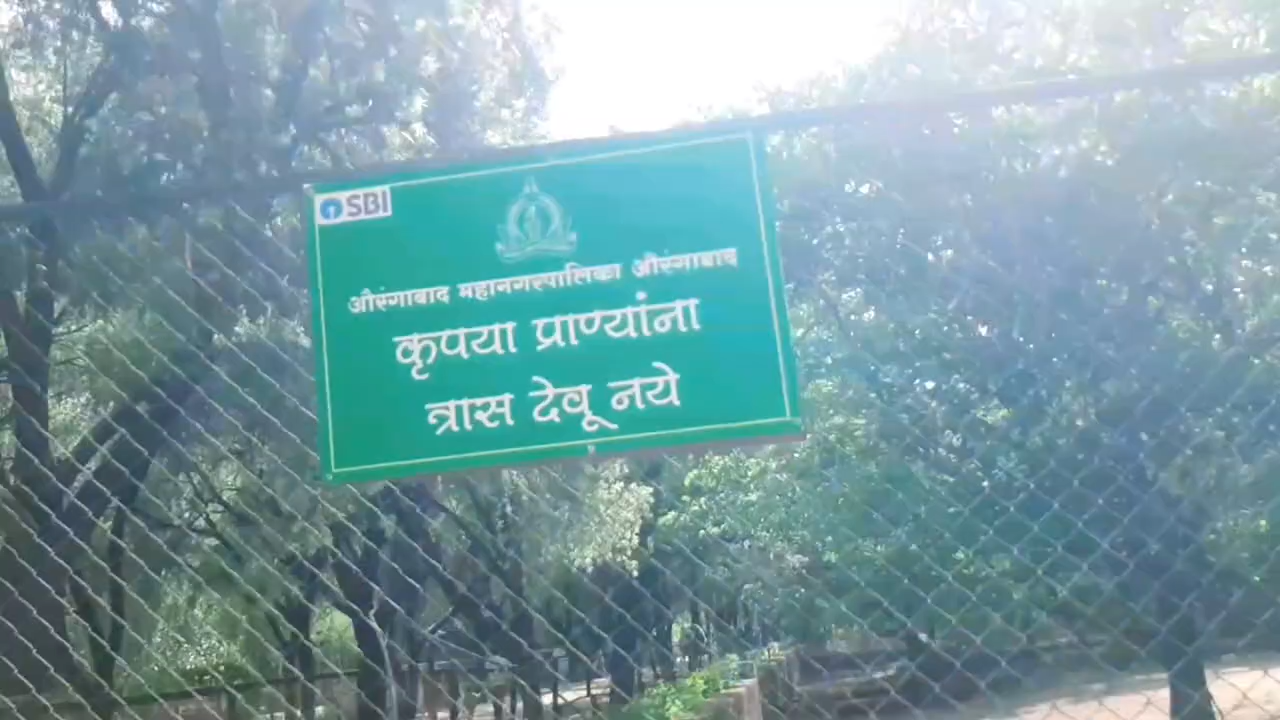 SBI
औरंगाबाद महानगरपालिका औरंगाबाद
कृपया प्राण्यांना
त्रास देवू नये